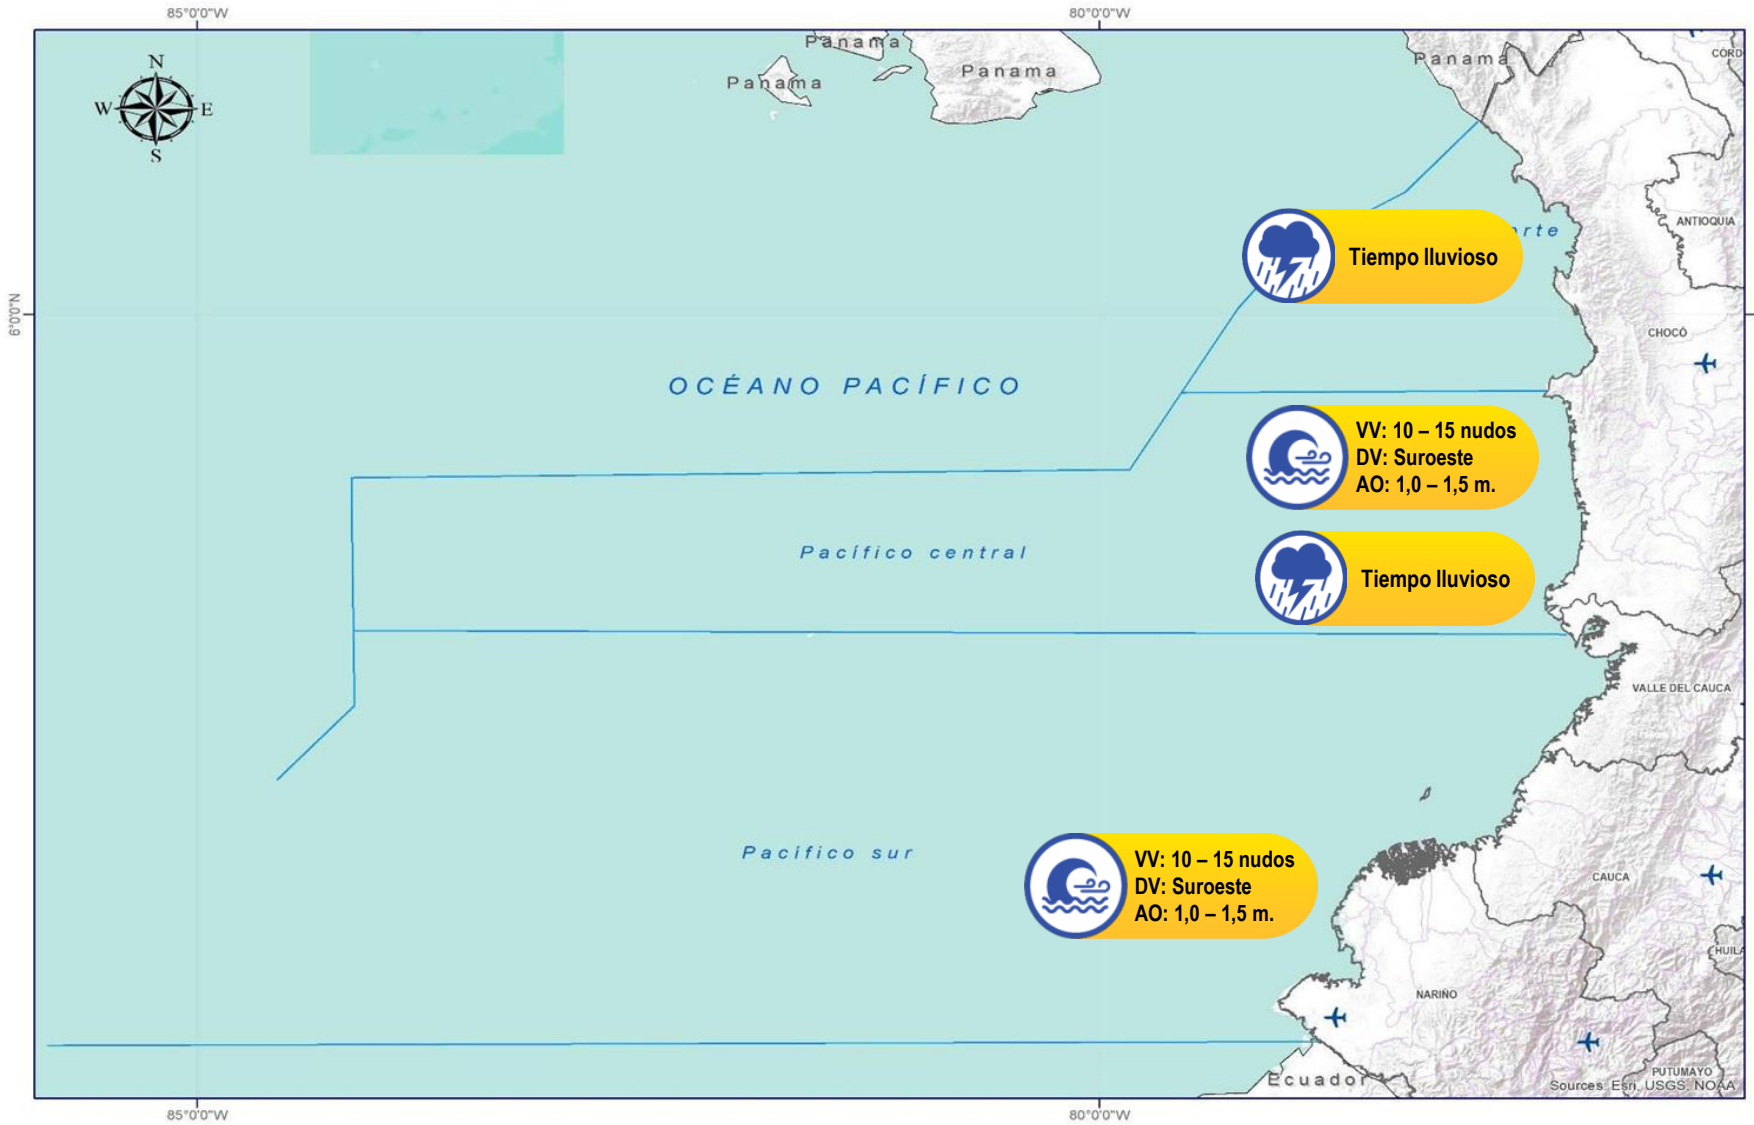 85°0'0"W
80°0'0"W
N
W
E
S
Panama
Panama
Panama
Panama
CÓRD
ANTIOQUIA
Tiempo lluvioso
rte
6°0'0"N
CHOCÓ
OCÉANO PACÍFICO
VV: 10 – 15 nudos
DV: Suroeste
AO: 1,0 – 1,5 m.
Pacífico central
Tiempo lluvioso
VALLE DEL CAUCA
Pacífico sur
VV: 10 – 15 nudos
DV: Suroeste
AO: 1,0 – 1,5 m.
CAUCA
HUILA
NARIÑO
Ecuador
PUTUMAYO
Sources: Esri, USGS, NOAA
85°0'0"W
80°0'0"W